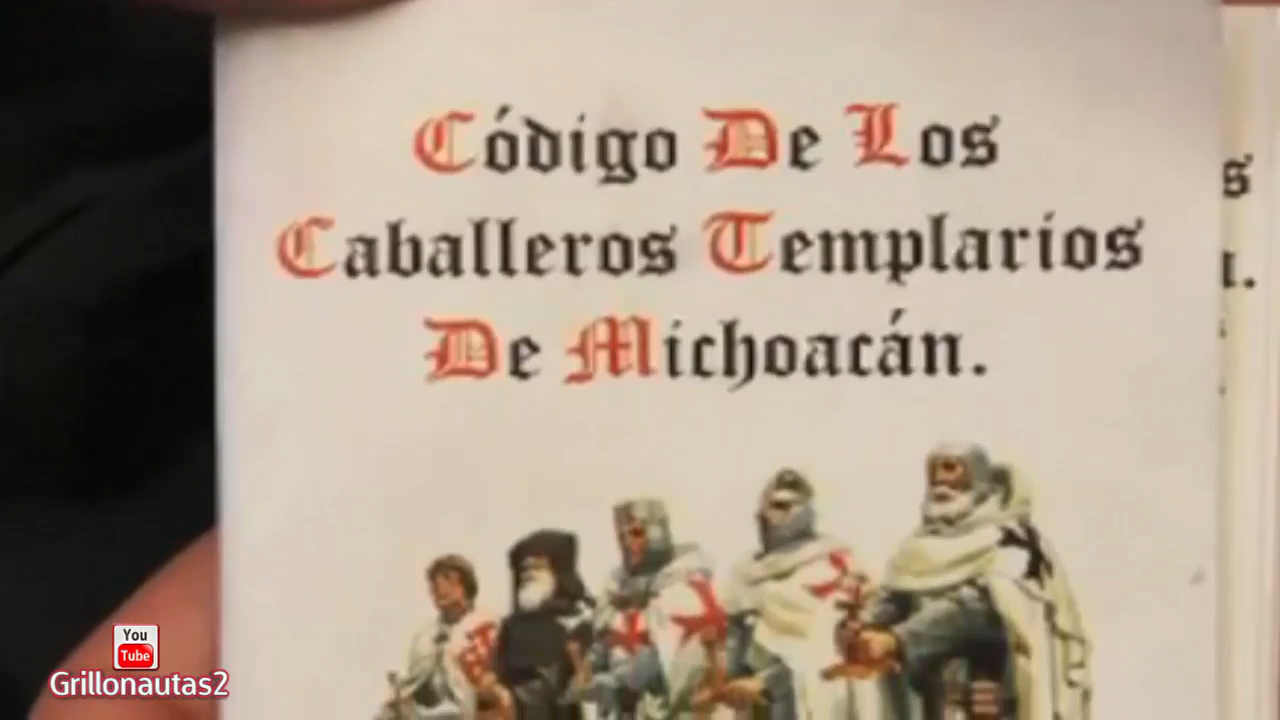 Código De Los
Caballeros Templarios
De Michoacán.
s
.
You
Tube
Grillonautas2